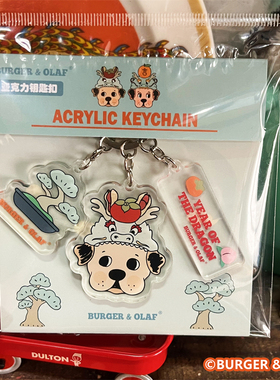 BURGER & OLAF
亚克力钥匙扣
ACRYLIC KEYCHAIN
BURGER & OLAF
YEAR OF
THE DRAGON
BURGER & OLAF
BURGER & OLAF®
DULTON
©BURGER &